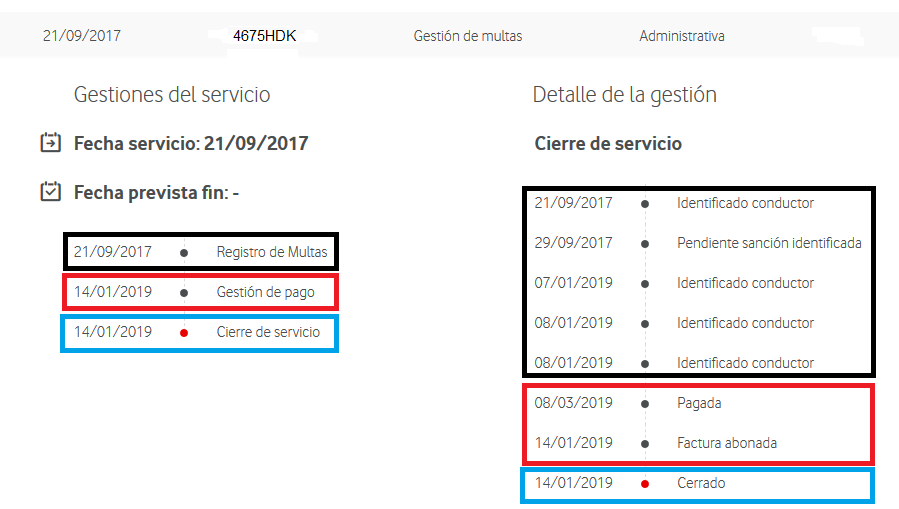 21/09/2017 4675HDK Gestión de multas Administrativa
Gestiones del servicio
Fecha servicio: 21/09/2017
Fecha prevista fin: -
21/09/2017 Registro de Multas
14/01/2019 Gestión de pago
14/01/2019 Cierre de servicio
Detalle de la gestión
Cierre de servicio
21/09/2017 Identificado conductor
29/09/2017 Pendiente sanción identificada
07/01/2019 Identificado conductor
08/01/2019 Identificado conductor
08/01/2019 Identificado conductor
08/03/2019 Pagada
14/01/2019 Factura abonada
14/01/2019 Cerrado